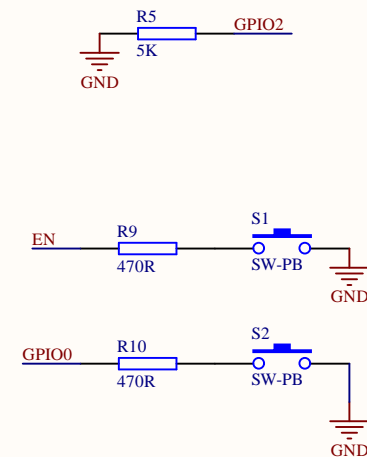 R5
GPIO2
5K
GND
S1
R9
EN
470R
SW-PB
GND
S2
R10
GPIO0
470R
SW-PB
GND